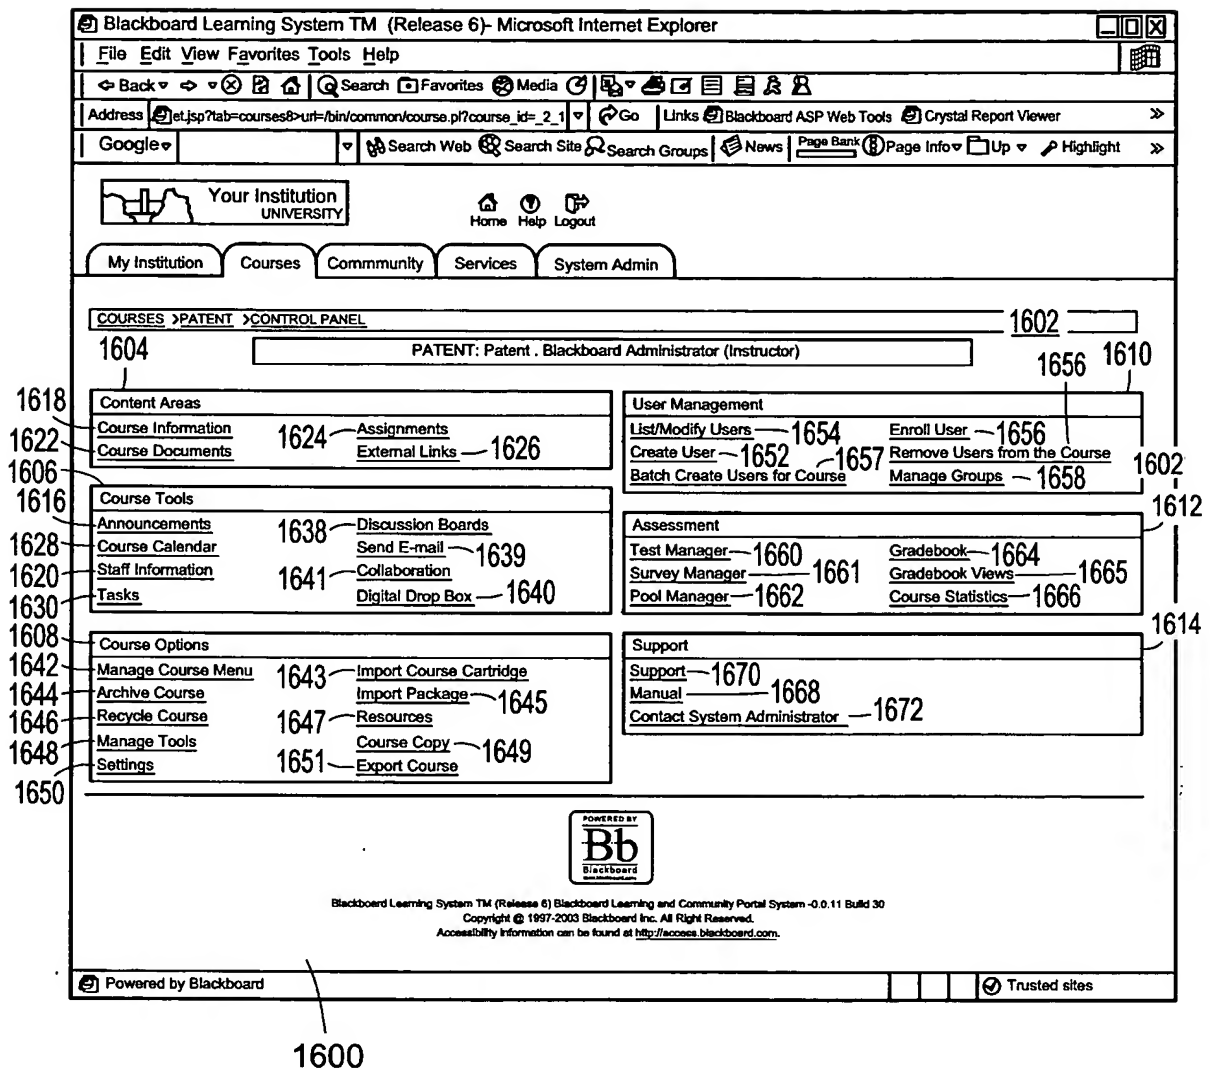 Blackboard Learning System TM (Release 6)- Microsoft Internet Explorer
File Edit View Favorites Tools Help
Back Search Favorites Media
Address et.jsp?tab=courses8>url=/bin/common/course.pl?course_id=_2_1 Go Links Blackboard ASP Web Tools Crystal Report Viewer »
Google Search Web Search Site Search Groups News Page Bank Page Info Up Highlight »
Your Institution
UNIVERSITY
Home Help Logout
My Institution Courses Commmunity Services System Admin
COURSES >PATENT >CONTROL PANEL 1602
1604 PATENT: Patent . Blackboard Administrator (Instructor) 1656 1610
Content Areas User Management
1618 Course Information 1624 Assignments List/Modify Users 1654 Enroll User 1656
1622 Course Documents External Links 1626 Create User 1652 1657 Remove Users from the Course
1606 Batch Create Users for Course Manage Groups 1658 1602
Course Tools 1612
1616 Announcements 1638 Discussion Boards Assessment
1628 Course Calendar Send E-mail 1639 Test Manager 1660 Gradebook 1664
1620 Staff Information 1641 Collaboration Survey Manager 1661 Gradebook Views 1665
1630 Tasks Digital Drop Box 1640 Pool Manager 1662 Course Statistics 1666
1608 Course Options Support 1614
1642 Manage Course Menu 1643 Import Course Cartridge Support 1670
1644 Archive Course Import Package 1645 Manual 1668
1646 Recycle Course 1647 Resources Contact System Administrator 1672
1648 Manage Tools Course Copy 1649
1650 Settings 1651 Export Course
POWERED BY
Bb
Blackboard
Blackboard Learning System TM (Release 6) Blackboard Learning and Community Portal System -0.0.11 Build 30
Copyright @ 1997-2003 Blackboard Inc. All Right Reserved.
Accessibility information can be found at http://access.blackboard.com.
Powered by Blackboard Trusted sites
1600